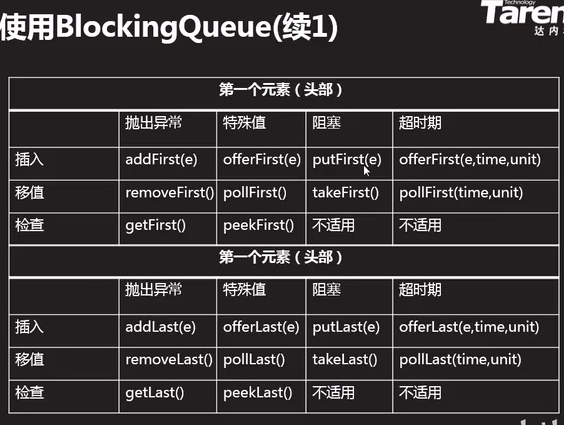 使用BlockingQueue(续1)
Technology
Taren
达内
第一个元素（头部）
抛出异常 特殊值 阻塞 超时期
插入 addFirst(e) offerFirst(e) putFirst(e) offerFirst(e,time,unit)
移值 removeFirst() pollFirst() takeFirst() pollFirst(time,unit)
检查 getFirst() peekFirst() 不适用 不适用
第一个元素（头部）
抛出异常 特殊值 阻塞 超时期
插入 addLast(e) offerLast(e) putLast(e) offerLast(e,time,unit)
移值 removeLast() pollLast() takeLast() pollLast(time,unit)
检查 getLast() peekLast() 不适用 不适用